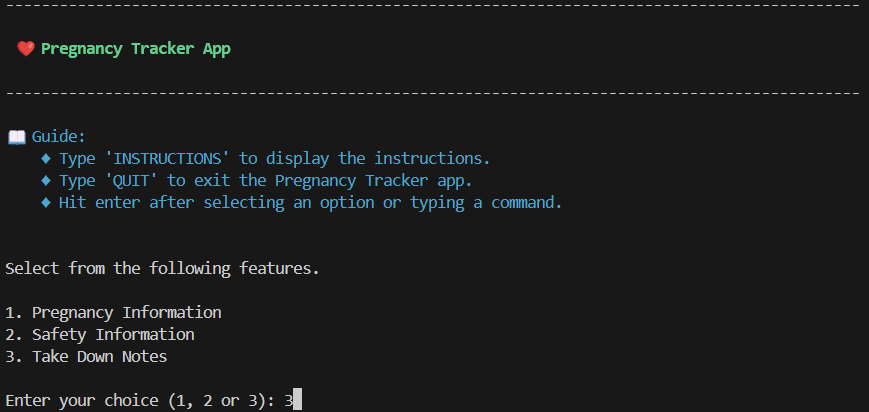 -----------------------------------------------------------------------------------------------
❤️ Pregnancy Tracker App
-----------------------------------------------------------------------------------------------
📖 Guide:
♦ Type 'INSTRUCTIONS' to display the instructions.
♦ Type 'QUIT' to exit the Pregnancy Tracker app.
♦ Hit enter after selecting an option or typing a command.
Select from the following features.
1. Pregnancy Information
2. Safety Information
3. Take Down Notes
Enter your choice (1, 2 or 3): 3